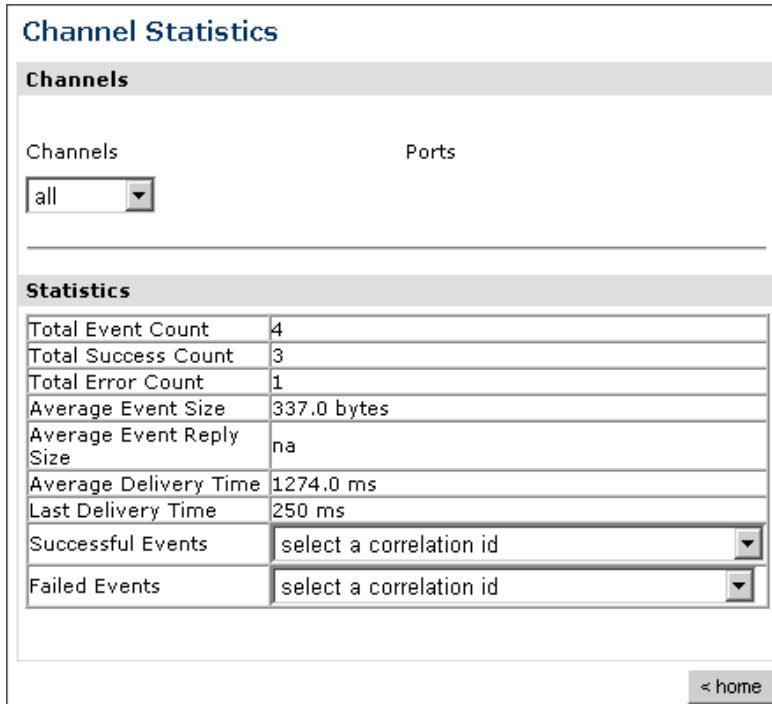 Channel Statistics
Channels
Channels Ports
all
Statistics
Total Event Count 4
Total Success Count 3
Total Error Count 1
Average Event Size 337.0 bytes
Average Event Reply
Size na
Average Delivery Time 1274.0 ms
Last Delivery Time 250 ms
Successful Events select a correlation id
Failed Events select a correlation id
< home